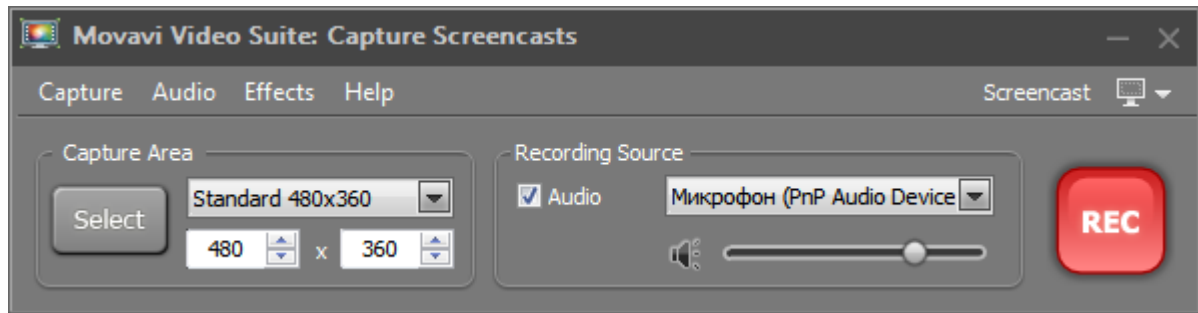 Movavi Video Suite: Capture Screencasts
Capture Audio Effects Help Screencast
Capture Area
Select
Standard 480x360
480 x 360
Recording Source
Audio
Микрофон (PnP Audio Device
REC